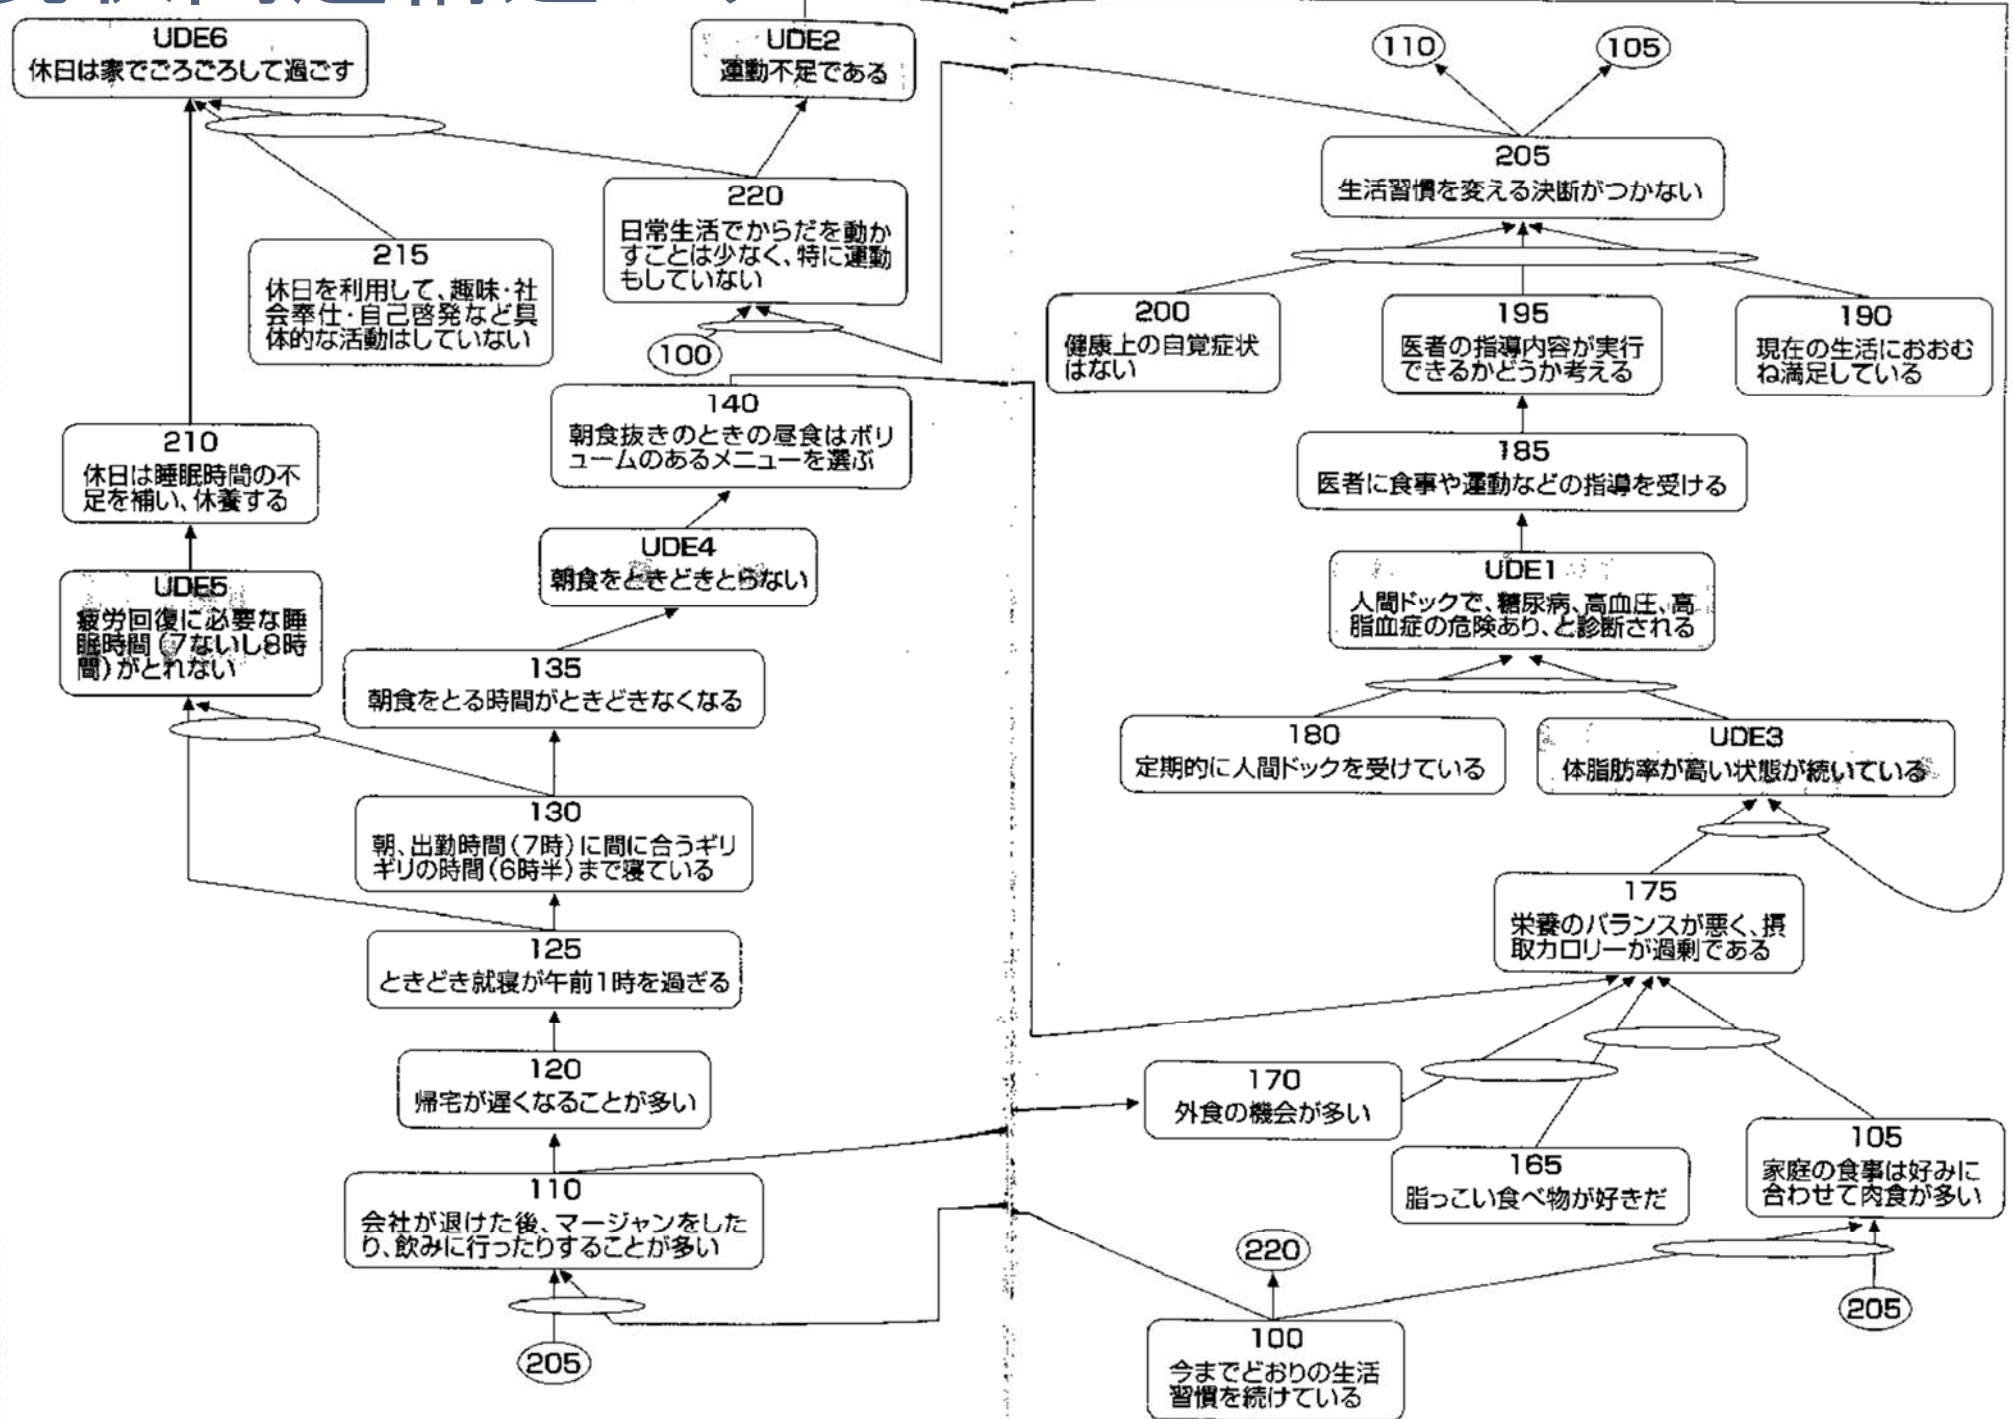 UDE6
休日は家でごろごろして過ごす
UDE2
運動不足である
220
日常生活でからだを動か
すことは少なく、特に運動
もしていない
215
休日を利用して、趣味・社
会奉仕・自己啓発など具
体的な活動はしていない
100
140
朝食抜きのときの昼食はボリ
ュームのあるメニューを選ぶ
210
休日は睡眠時間の不
足を補い、休養する
UDE4
朝食をときどきとらない
UDE5
疲労回復に必要な睡
眠時間(7ないし8時
間)がとれない
135
朝食をとる時間がときどきなくなる
130
朝、出勤時間(7時)に間に合うギリ
ギリの時間(6時半)まで寝ている
125
ときどき就寝が午前1時を過ぎる
120
帰宅が遅くなることが多い
110
会社が退けた後、マージャンをした
り、飲みに行ったりすることが多い
205
110
105
205
生活習慣を変える決断がつかない
200
健康上の自覚症状
はない
195
医者の指導内容が実行
できるかどうか考える
190
現在の生活におおむ
ね満足している
185
医者に食事や運動などの指導を受ける
UDE1
人間ドックで、糖尿病、高血圧、高
脂血症の危険あり、と診断される
180
定期的に人間ドックを受けている
UDE3
体脂肪率が高い状態が続いている
175
栄養のバランスが悪く、摂
取カロリーが過剰である
170
外食の機会が多い
165
脂っこい食べ物が好きだ
105
家庭の食事は好みに
合わせて肉食が多い
220
205
100
今までどおりの生活
習慣を続けている